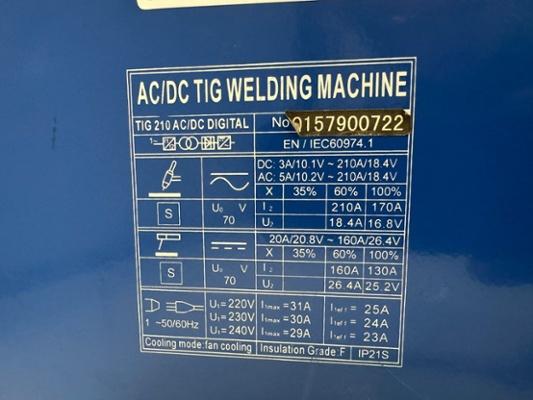 AC/DC TIG WELDING MACHINE
TIG 210 AC/DC DIGITAL No 9157900722
1~ EN / IEC60974.1
DC: 3A/10.1V ~ 210A/18.4V
AC: 5A/10.2V ~ 210A/18.4V
X 35% 60% 100%
S U₀ V 70 I₂ 210A 170A
U₂ 18.4V 16.8V
20A/20.8V ~ 160A/26.4V
X 35% 60% 100%
S U₀ V 70 I₂ 160A 130A
U₂ 26.4A 25.2V
U₁=220V I₁max =31A I₁eff = 25A
1 ~50/60Hz U₁=230V I₁max =30A I₁eff = 24A
U₁=240V I₁max =29A I₁eff = 23A
Cooling mode:fan cooling Insulation Grade:F IP21S